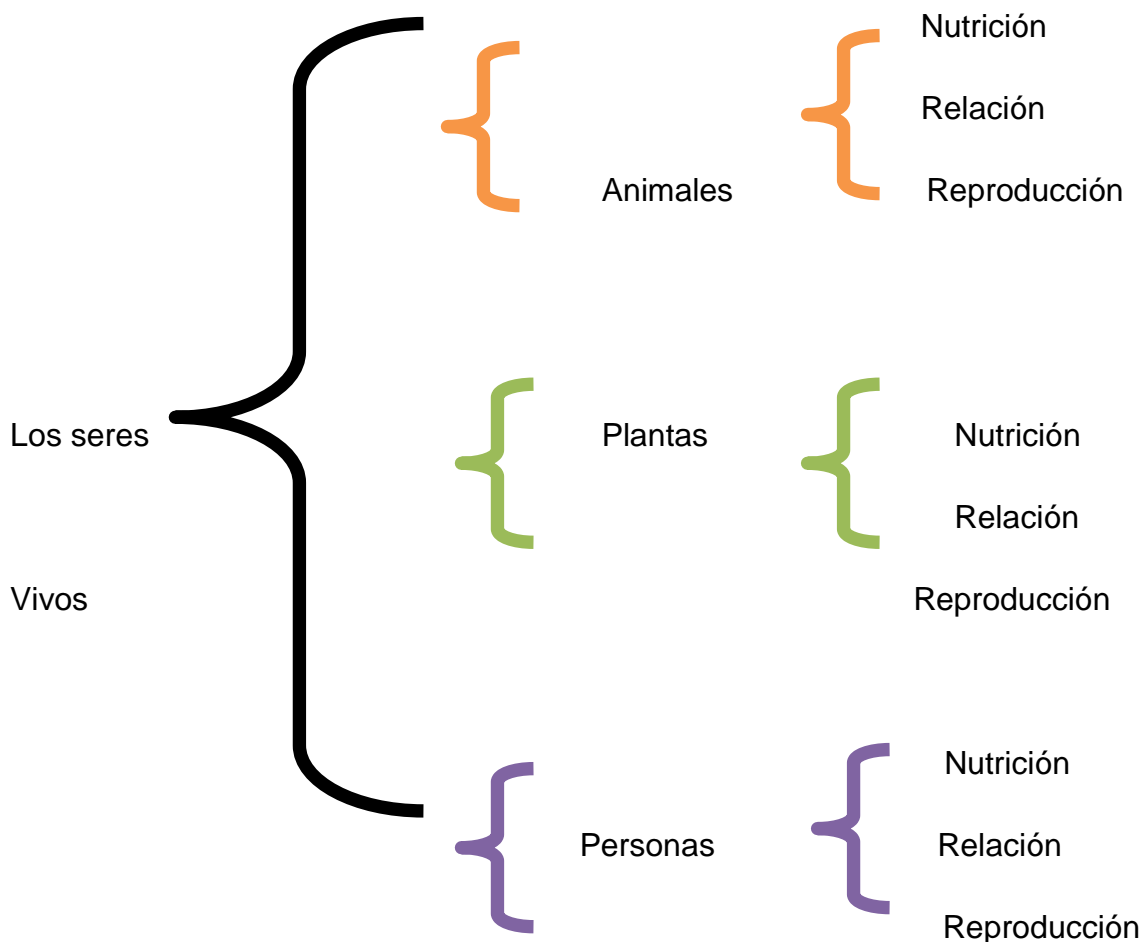 Nutrición
Relación
Animales Reproducción
Los seres Plantas Nutrición
Relación
Vivos Reproducción
Nutrición
Personas Relación
Reproducción